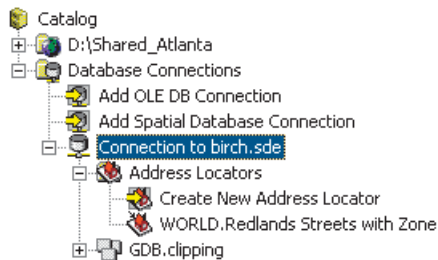 Catalog
D:\Shared_Atlanta
Database Connections
Add OLE DB Connection
Add Spatial Database Connection
Connection to birch.sde
Address Locators
Create New Address Locator
WORLD.Redlands Streets with Zone
GDB.clipping